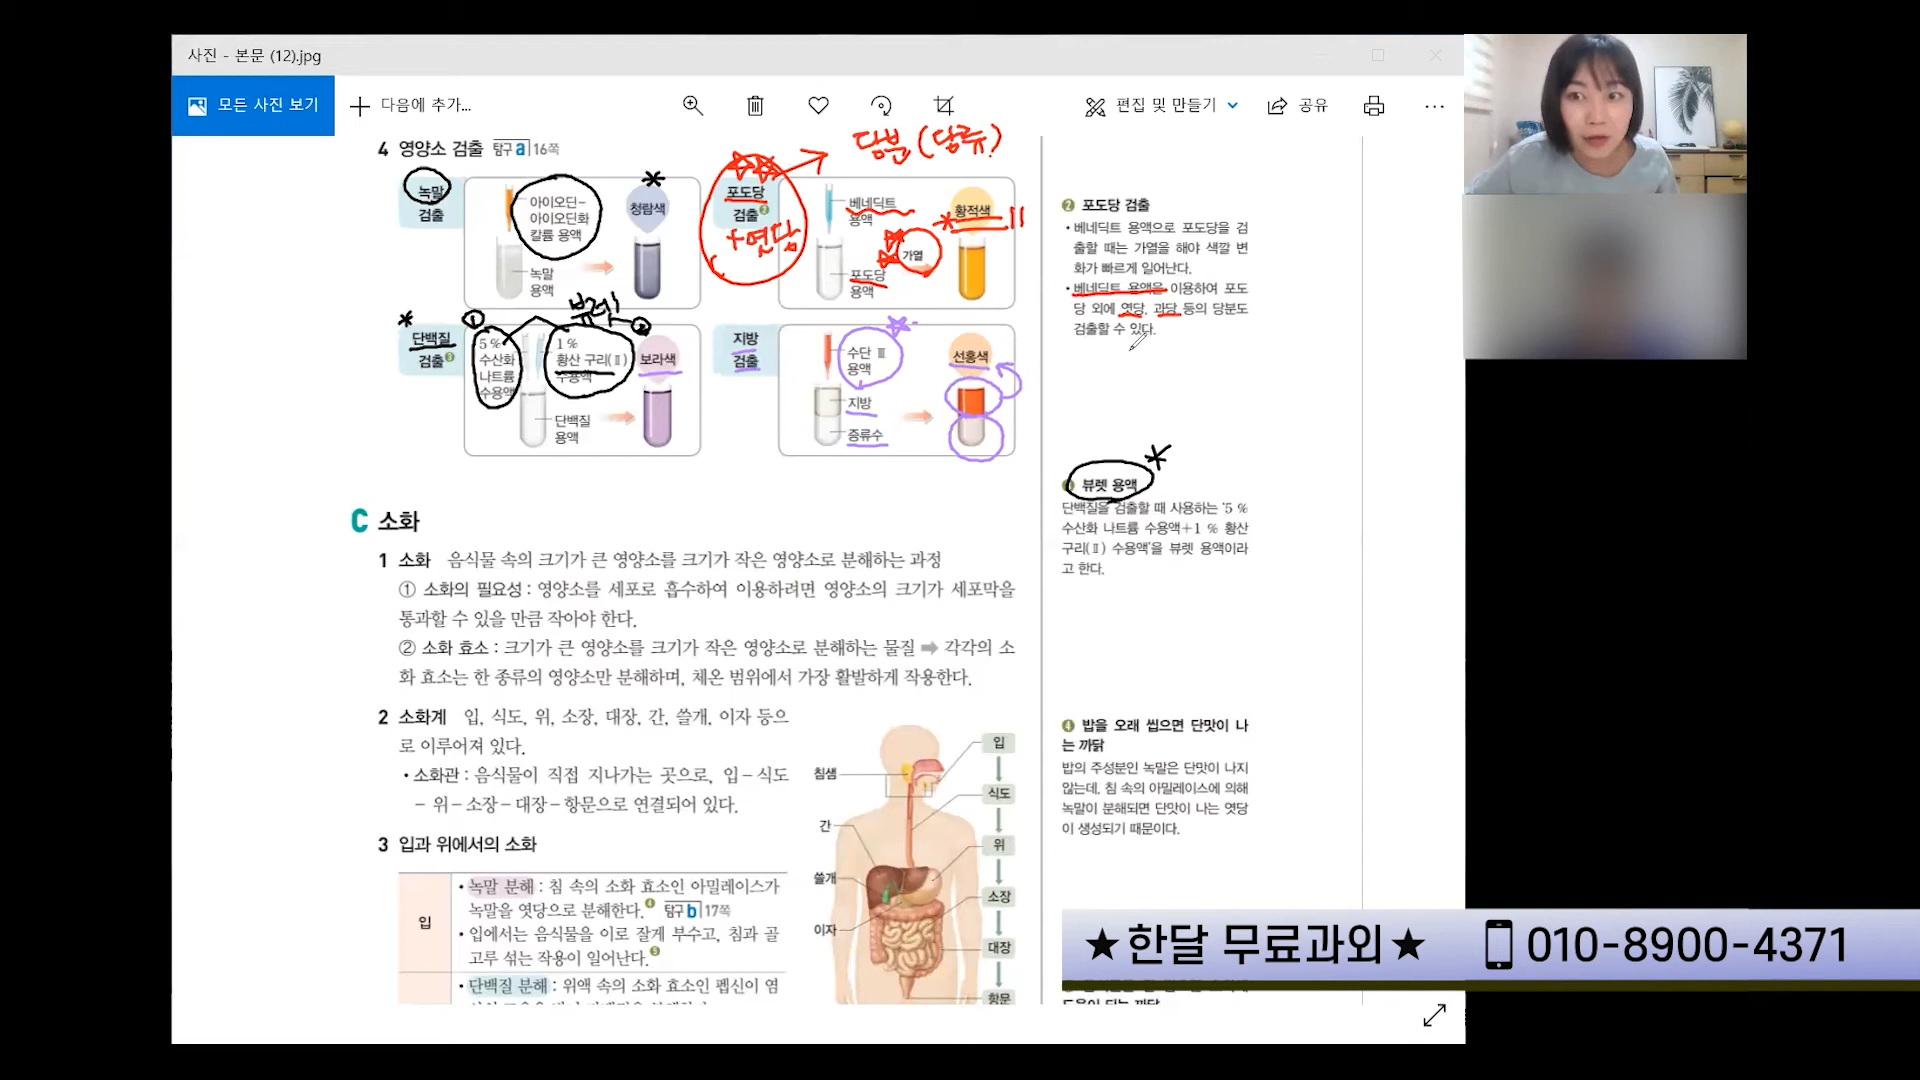 사진 - 본문 (12).jpg
모든 사진 보기
다음에 추가...
편집 및 만들기
공유
4 영양소 검출 탐구 a 16쪽
당분 (당류)
녹말
검출
아이오딘-
아이오딘화
칼륨 용액
청람색
녹말
용액
포도당
검출 2
+엿당
베네딕트
용액
황적색
가열
포도당
용액
단백질
검출 3
①
뷰렛
②
5 %
수산화
나트륨
수용액
1 %
황산 구리(Ⅱ)
수용액
보라색
단백질
용액
지방
검출
수단 Ⅲ
용액
선홍색
지방
증류수
C 소화
1 소화 음식물 속의 크기가 큰 영양소를 크기가 작은 영양소로 분해하는 과정
① 소화의 필요성 : 영양소를 세포로 흡수하여 이용하려면 영양소의 크기가 세포막을
통과할 수 있을 만큼 작아야 한다.
② 소화 효소 : 크기가 큰 영양소를 크기가 작은 영양소로 분해하는 물질 ➡ 각각의 소
화 효소는 한 종류의 영양소만 분해하며, 체온 범위에서 가장 활발하게 작용한다.
2 소화계 입, 식도, 위, 소장, 대장, 간, 쓸개, 이자 등으
로 이루어져 있다.
• 소화관 : 음식물이 직접 지나가는 곳으로, 입-식도
-위-소장-대장-항문으로 연결되어 있다.
3 입과 위에서의 소화
입
• 녹말 분해 : 침 속의 소화 효소인 아밀레이스가
녹말을 엿당으로 분해한다. 4 탐구 b 17쪽
• 입에서는 음식물을 이로 잘게 부수고, 침과 골
고루 섞는 작용이 일어난다. 5
• 단백질 분해 : 위액 속의 소화 효소인 펩신이 염
침샘
간
쓸개
이자
입
식도
위
소장
대장
항문
2 포도당 검출
• 베네딕트 용액으로 포도당을 검
출할 때는 가열을 해야 색깔 변
화가 빠르게 일어난다.
• 베네딕트 용액을 이용하여 포도
당 외에 엿당, 과당 등의 당분도
검출할 수 있다.
뷰렛 용액
단백질을 검출할 때 사용하는 '5 %
수산화 나트륨 수용액+1 % 황산
구리(Ⅱ) 수용액'을 뷰렛 용액이라
고 한다.
4 밥을 오래 씹으면 단맛이 나
는 까닭
밥의 주성분인 녹말은 단맛이 나지
않는데, 침 속의 아밀레이스에 의해
녹말이 분해되면 단맛이 나는 엿당
이 생성되기 때문이다.
★한달 무료과외★ 010-8900-4371